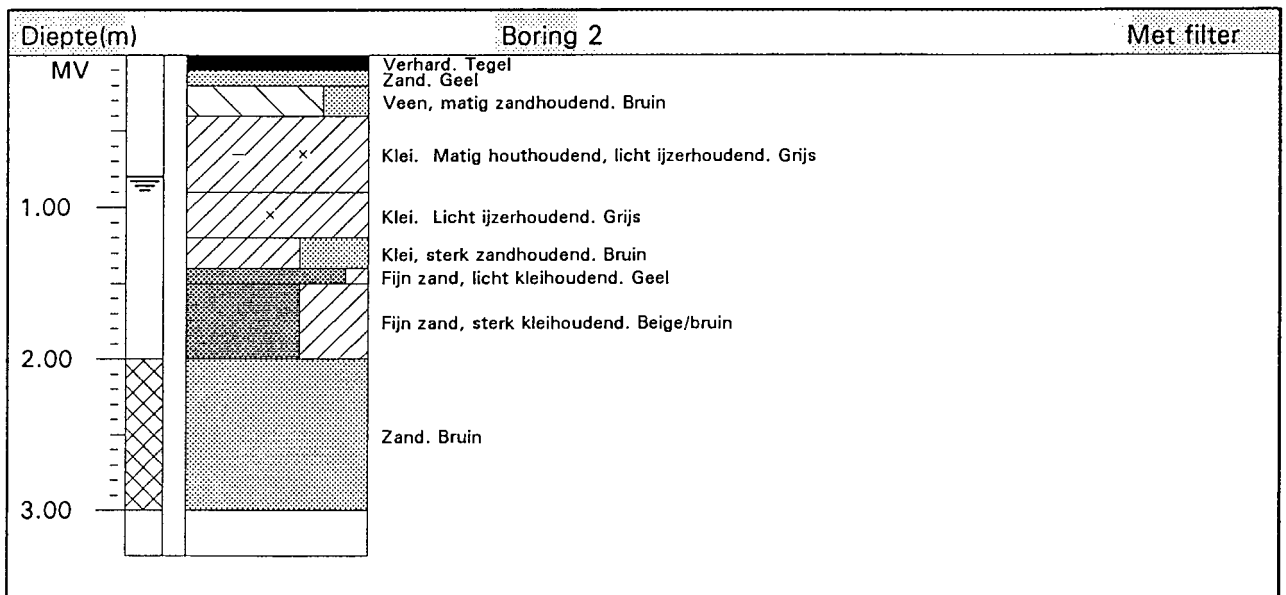 Diepte(m) Boring 2 Met filter
MV
Verhard. Tegel
Zand. Geel
Veen, matig zandhoudend. Bruin
Klei. Matig houthoudend, licht ijzerhoudend. Grijs
1.00
Klei. Licht ijzerhoudend. Grijs
Klei, sterk zandhoudend. Bruin
Fijn zand, licht kleihoudend. Geel
Fijn zand, sterk kleihoudend. Beige/bruin
2.00
Zand. Bruin
3.00